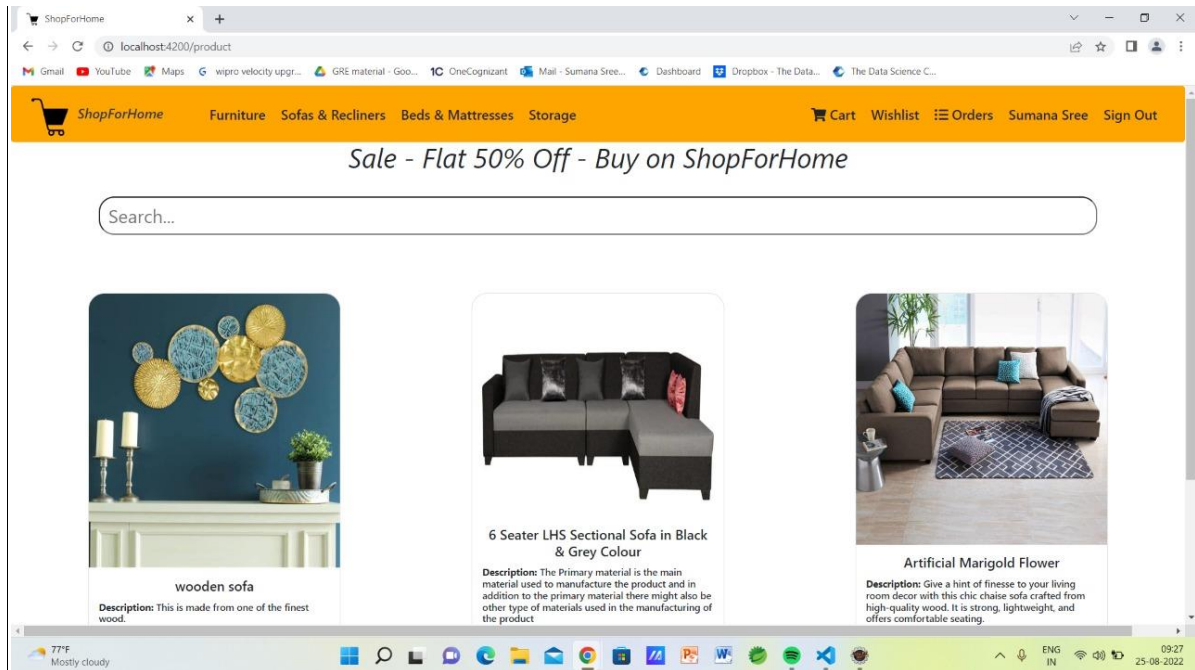 ShopForHome
localhost:4200/product
Gmail YouTube Maps wipro velocity upgr... GRE material - Goo... 1C OneCognizant Mail - Sumana Sree... Dashboard Dropbox - The Data... The Data Science C...
ShopForHome Furniture Sofas & Recliners Beds & Mattresses Storage Cart Wishlist Orders Sumana Sree Sign Out
Sale - Flat 50% Off - Buy on ShopForHome
Search...
wooden sofa
Description: This is made from one of the finest
wood.
6 Seater LHS Sectional Sofa in Black
& Grey Colour
Description: The Primary material is the main
material used to manufacture the product and in
addition to the primary material there might also be
other type of materials used in the manufacturing of
the product
Artificial Marigold Flower
Description: Give a hint of finesse to your living
room decor with this chic chaise sofa crafted from
high-quality wood. It is strong, lightweight, and
offers comfortable seating.
77°F
Mostly cloudy
ENG
IN
09:27
25-08-2022